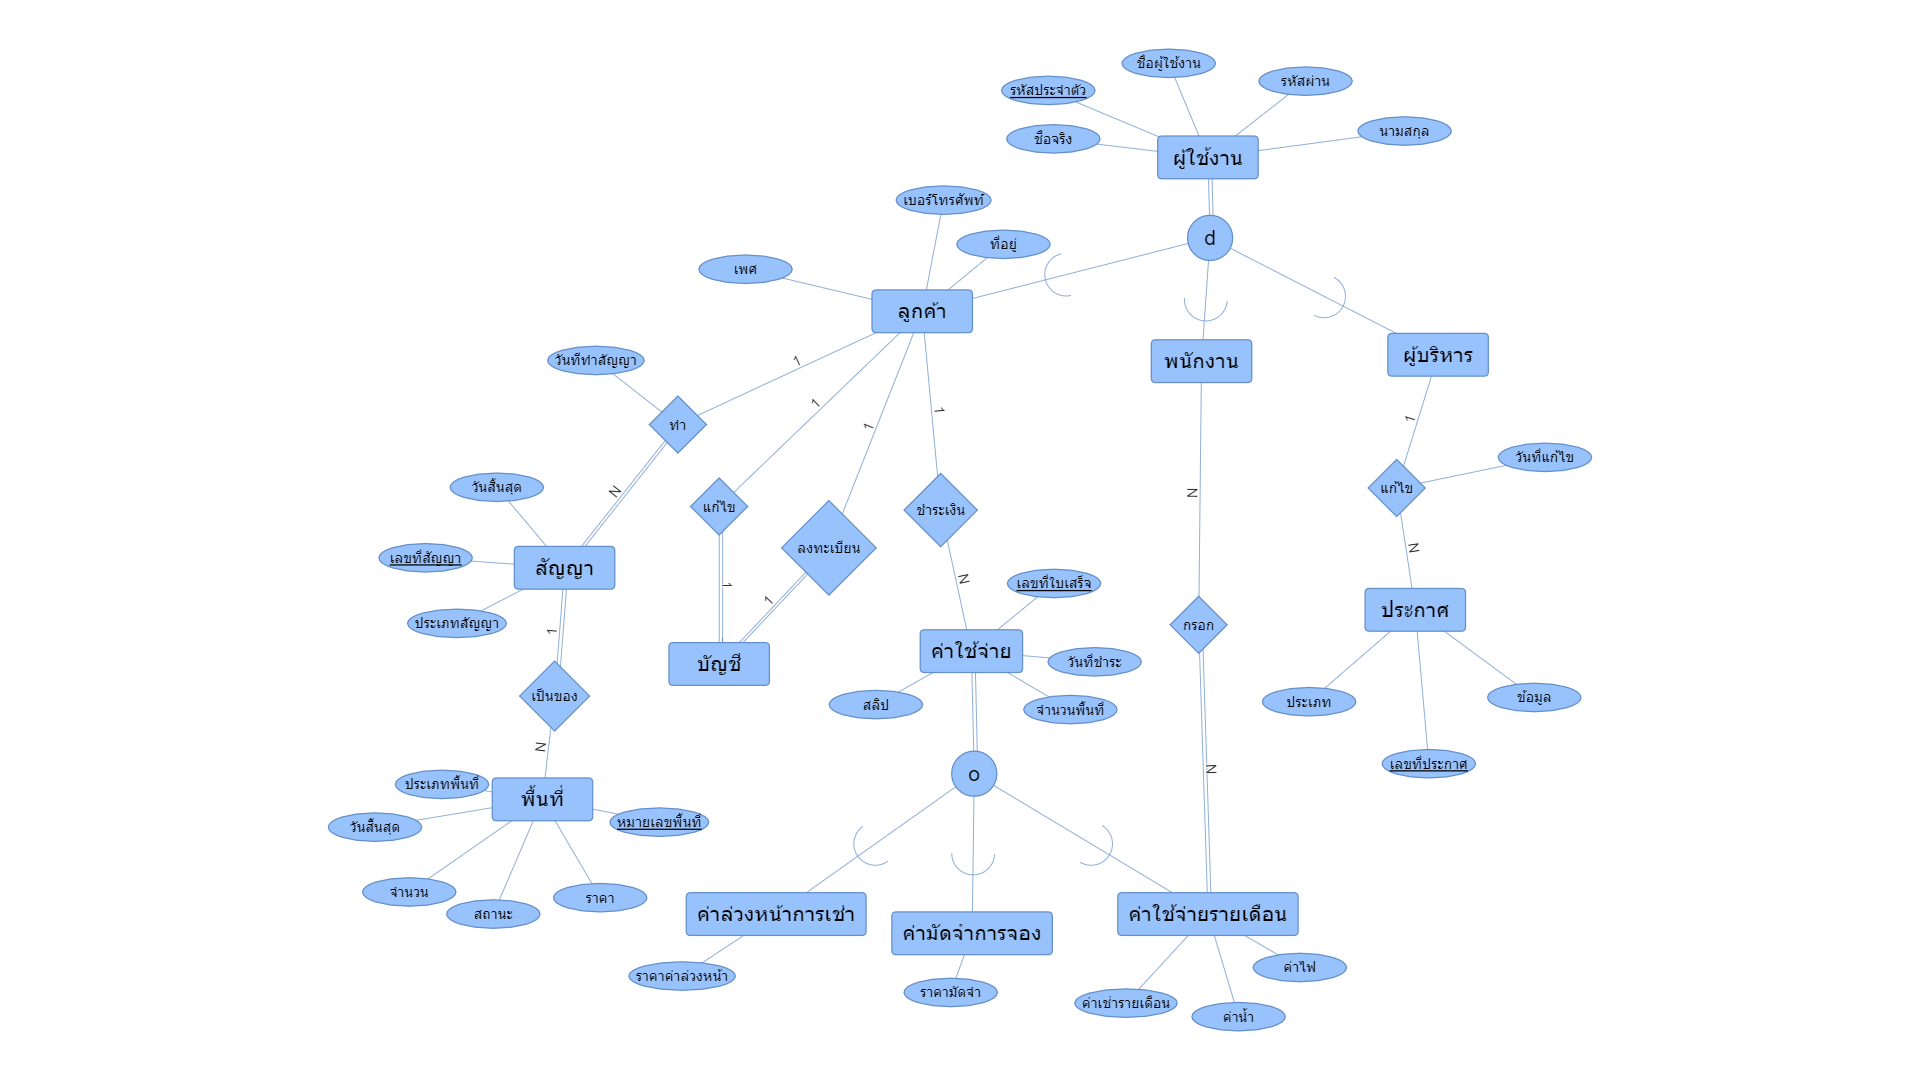 ชื่อผู้ใช้งาน
รหัสประจำตัว
รหัสผ่าน
ชื่อจริง
นามสกุล
ผู้ใช้งาน
เบอร์โทรศัพท์
d
ที่อยู่
เพศ
ลูกค้า
พนักงาน
ผู้บริหาร
วันที่ทำสัญญา
1
1
1
1
1
ทำ
วันที่แก้ไข
แก้ไข
วันสิ้นสุด
N
N
แก้ไข
ชำระเงิน
ลงทะเบียน
N
เลขที่สัญญา
สัญญา
N
เลขที่ใบเสร็จ
1
1
ประกาศ
ประเภทสัญญา
1
กรอก
ค่าใช้จ่าย
บัญชี
วันที่ชำระ
เป็นของ
สลิป
จำนวนพื้นที่
ประเภท
ข้อมูล
N
เลขที่ประกาศ
N
o
ประเภทพื้นที่
พื้นที่
วันสิ้นสุด
หมายเลขพื้นที่
จำนวน
ราคา
สถานะ
ค่าล่วงหน้าการเช่า
ค่ามัดจำการจอง
ค่าใช้จ่ายรายเดือน
ราคาค่าล่วงหน้า
ราคามัดจำ
ค่าไฟ
ค่าเช่ารายเดือน
ค่าน้ำ